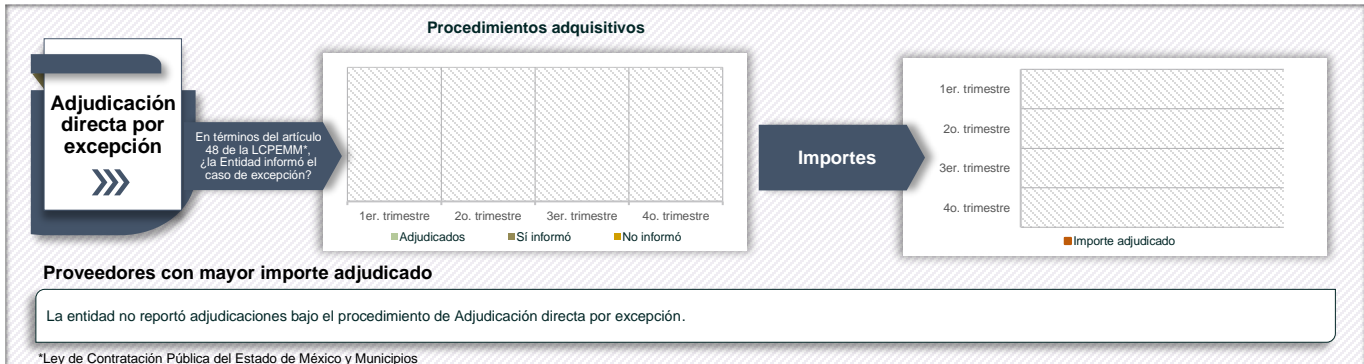 Procedimientos adquisitivos
Adjudicación
directa por
excepción
En términos del artículo
48 de la LCPEMM*,
¿la Entidad informó el
caso de excepción?
1er. trimestre
2o. trimestre
3er. trimestre
4o. trimestre
Adjudicados
Sí informó
No informó
Importes
1er. trimestre
2o. trimestre
3er. trimestre
4o. trimestre
Importe adjudicado
Proveedores con mayor importe adjudicado
La entidad no reportó adjudicaciones bajo el procedimiento de Adjudicación directa por excepción.
*Ley de Contratación Pública del Estado de México y Municipios